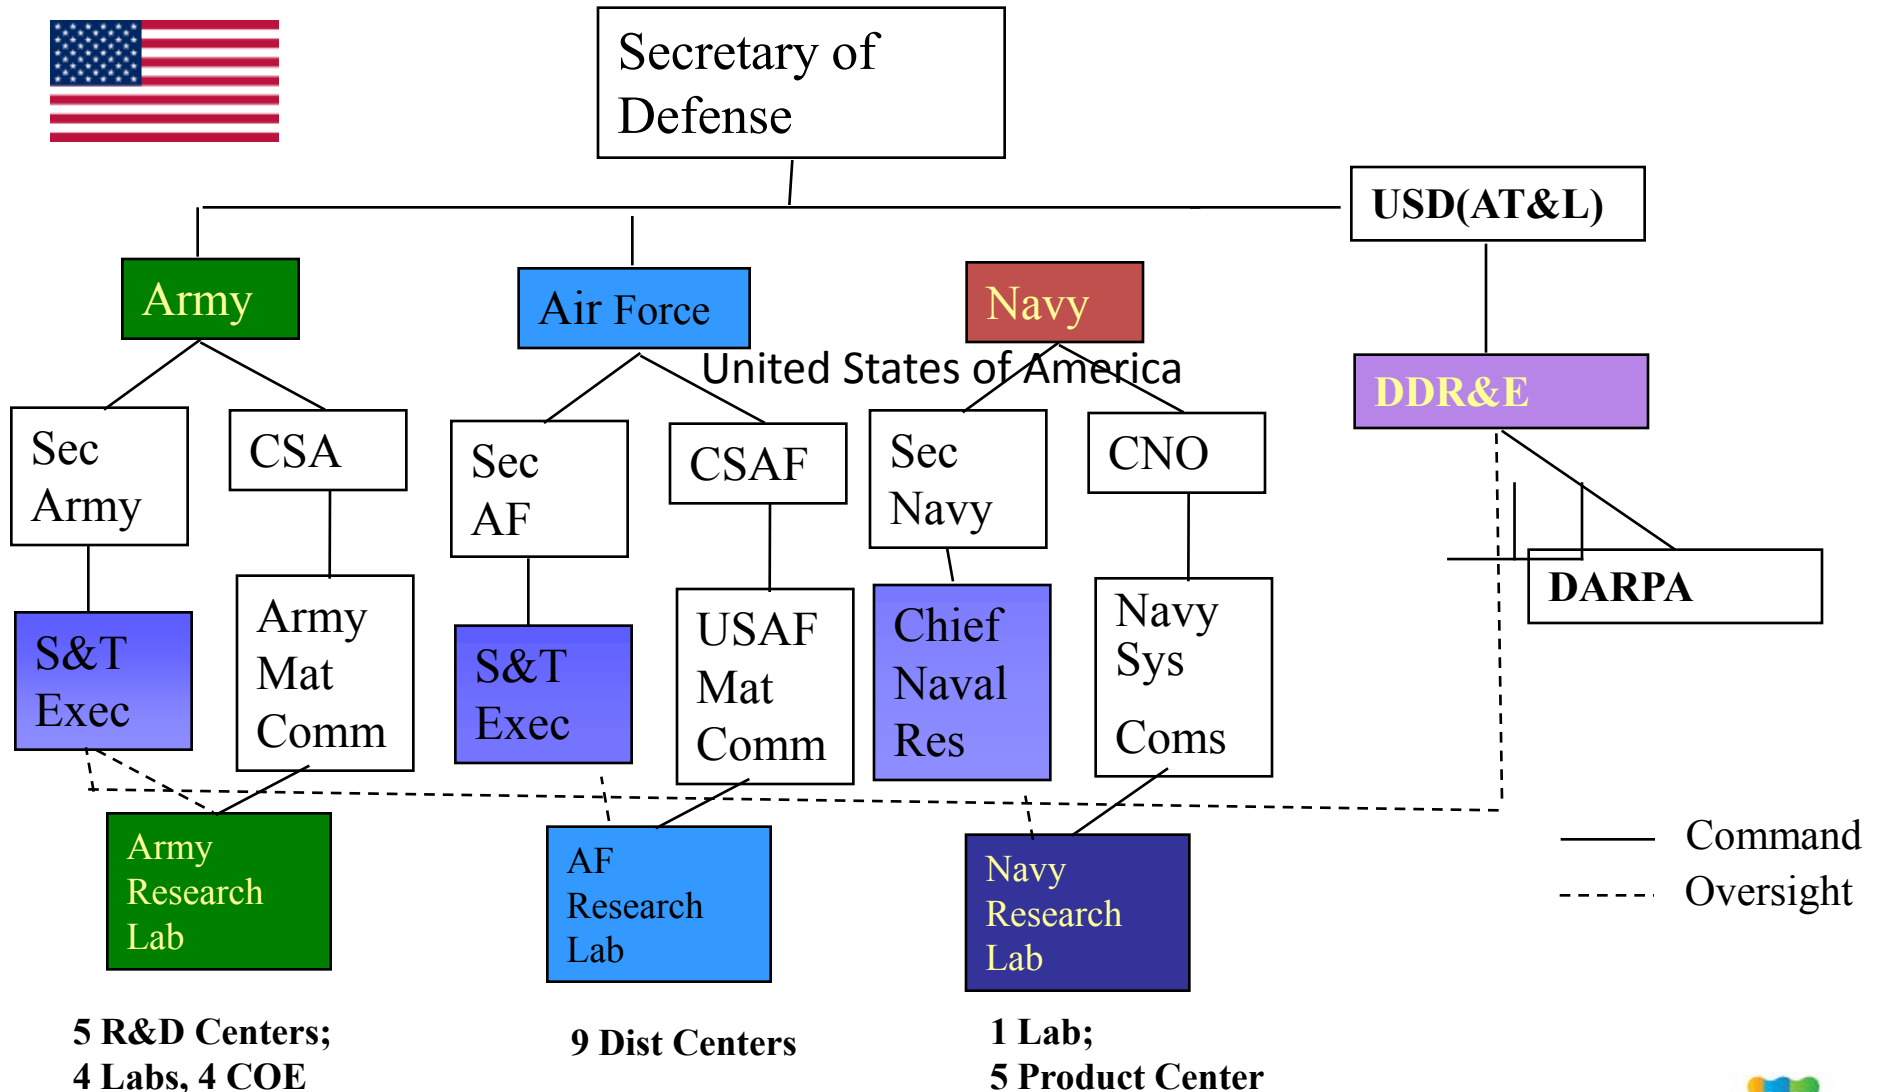 Secretary of
Defense
USD(AT&L)
Army
Air Force
Navy
United States of America
DDR&E
Sec
Army
CSA
Sec
AF
CSAF
Sec
Navy
CNO
DARPA
S&T
Exec
Army
Mat
Comm
S&T
Exec
USAF
Mat
Comm
Chief
Naval
Res
Navy
Sys
Coms
Army
Research
Lab
AF
Research
Lab
Navy
Research
Lab
Command
Oversight
5 R&D Centers;
4 Labs, 4 COE
9 Dist Centers
1 Lab;
5 Product Center